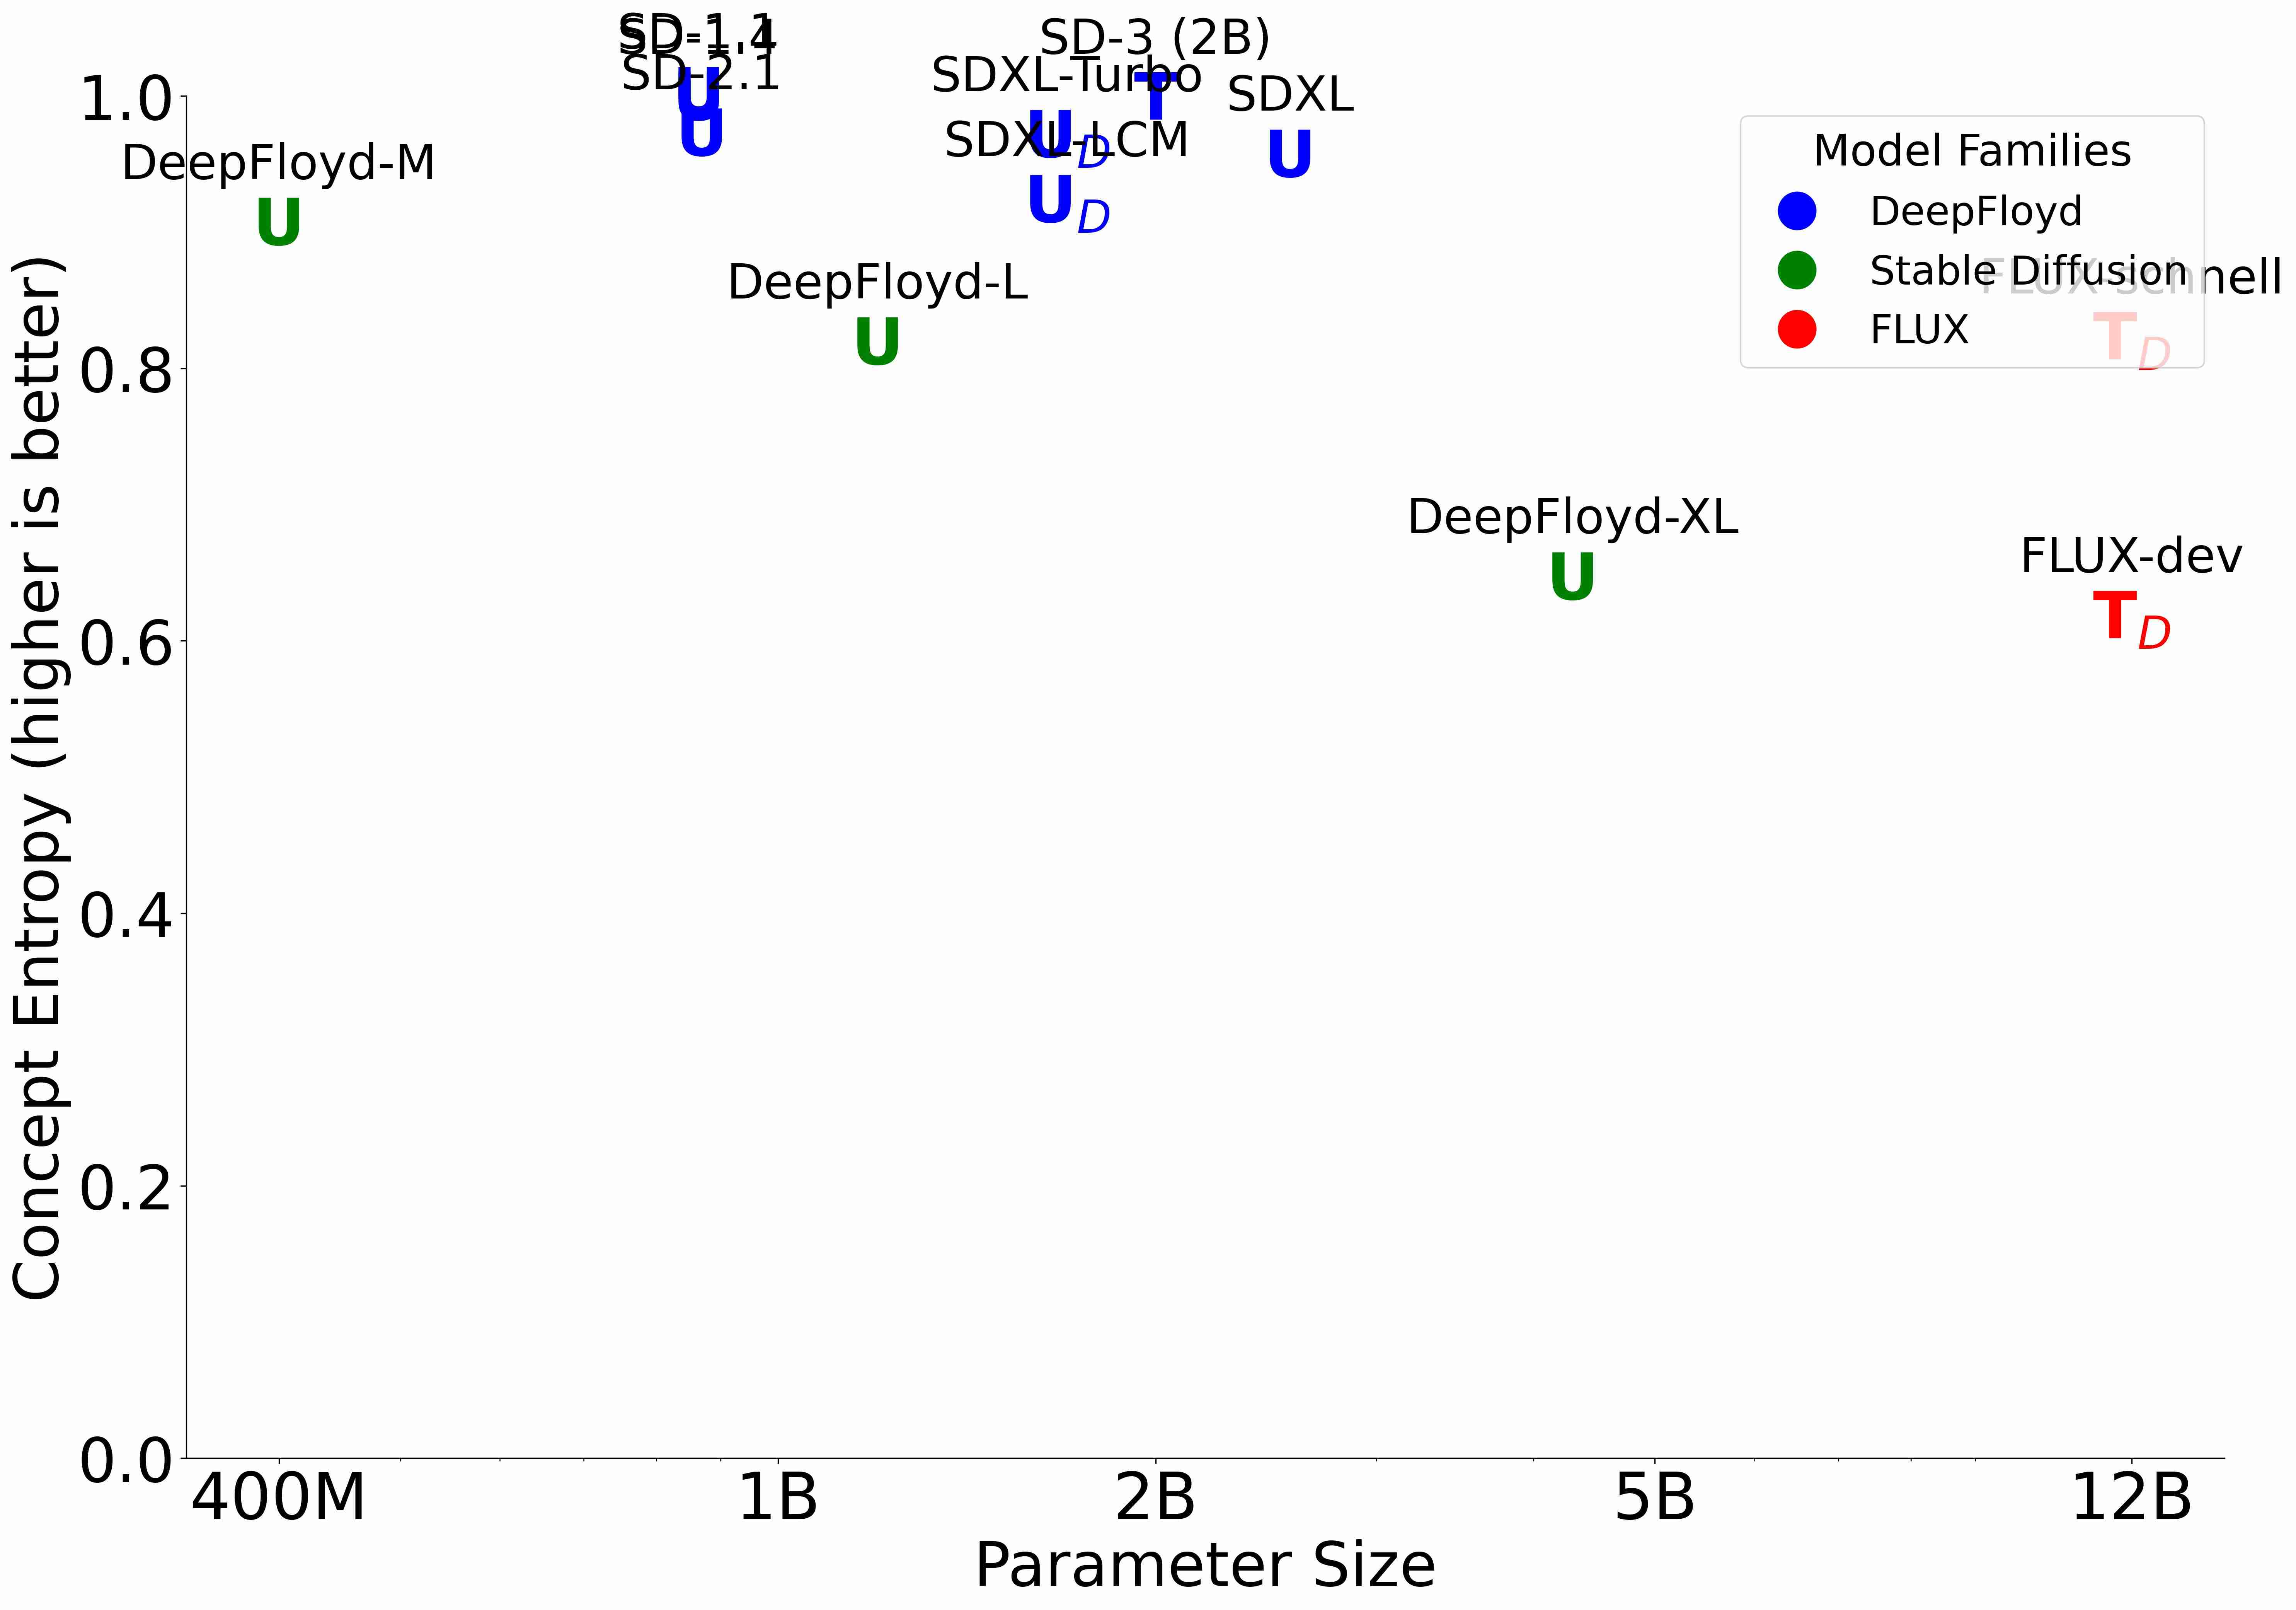 SD-1.1
SD-1.4
SD-2.1
SD-3 (2B)
SDXL-Turbo
SDXL
SDXL-LCM
DeepFloyd-M
DeepFloyd-L
DeepFloyd-XL
FLUX-schnell
FLUX-dev
U
U
U
T
U D
U
U D
U
U
U
T D
T D
Model Families
DeepFloyd
Stable Diffusion
FLUX
Concept Entropy (higher is better)
1.0
0.8
0.6
0.4
0.2
0.0
400M
1B
2B
5B
12B
Parameter Size